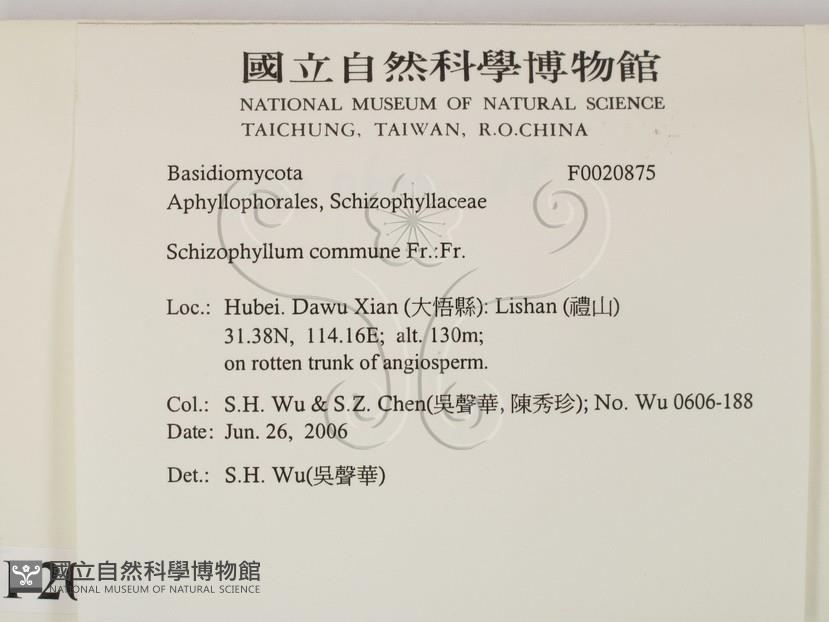 國立自然科學博物館
NATIONAL MUSEUM OF NATURAL SCIENCE
TAICHUNG, TAIWAN, R.O.CHINA
Basidiomycota F0020875
Aphyllophorales, Schizophyllaceae
Schizophyllum commune Fr.:Fr.
Loc.: Hubei. Dawu Xian (大悟縣): Lishan (禮山)
31.38N, 114.16E; alt. 130m;
on rotten trunk of angiosperm.
Col.: S.H. Wu & S.Z. Chen(吳聲華, 陳秀珍); No. Wu 0606-188
Date: Jun. 26, 2006
Det.: S.H. Wu(吳聲華)
國立自然科學博物館
NATIONAL MUSEUM OF NATURAL SCIENCE